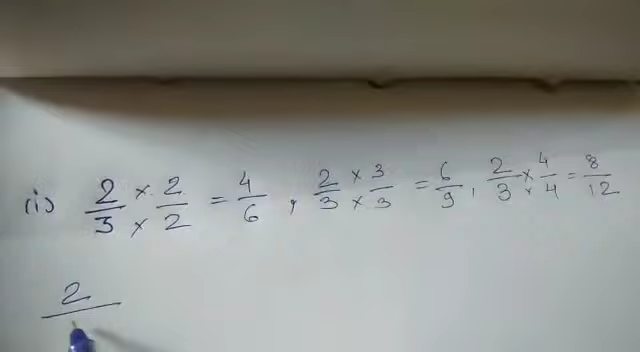 (i) 2/3 × 2/2 = 4/6 , 2/3 × 3/3 = 6/9 , 2/3 × 4/4 = 8/12
2/